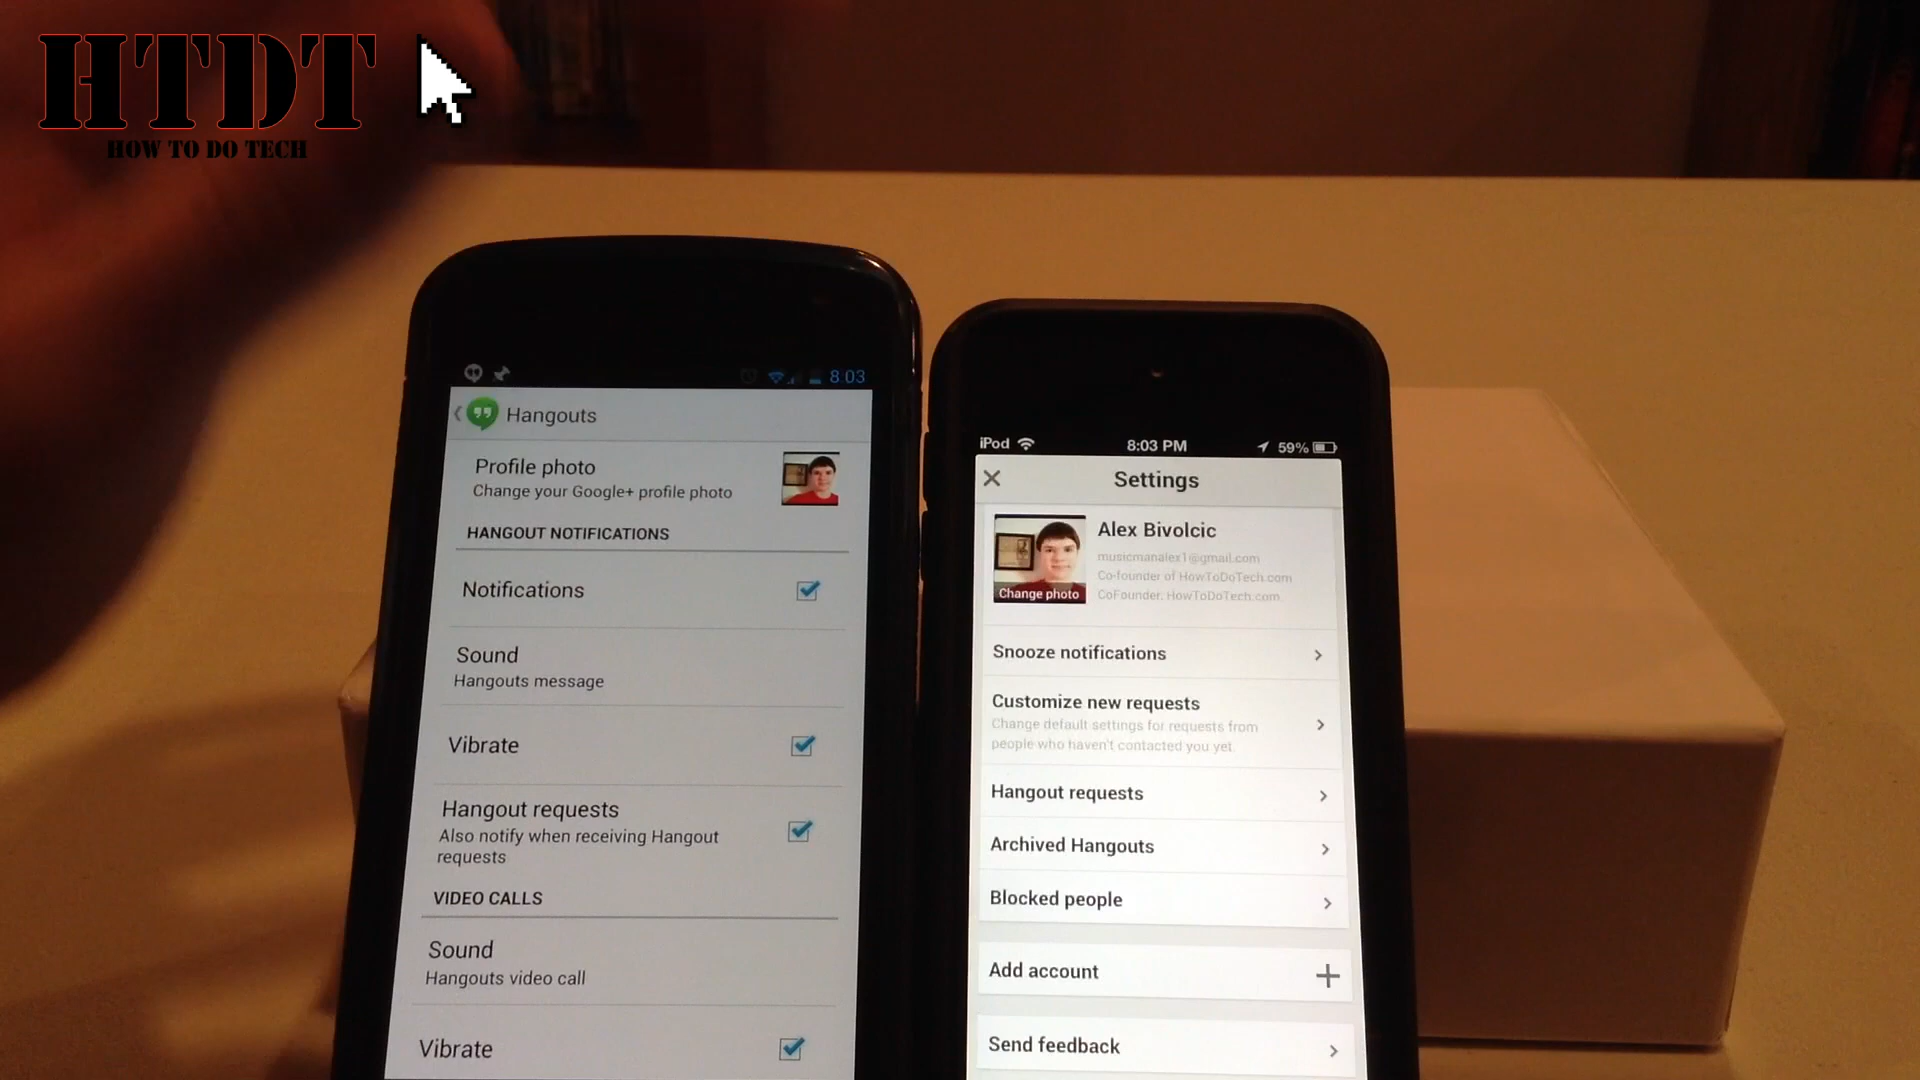 HTDT
HOW TO DO TECH
8:03
Hangouts
Profile photo
Change your Google+ profile photo
HANGOUT NOTIFICATIONS
Notifications
Sound
Hangouts message
Vibrate
Hangout requests
Also notify when receiving Hangout
requests
VIDEO CALLS
Sound
Hangouts video call
Vibrate
iPod
8:03 PM
59%
Settings
Alex Bivolcic
musicmanalex1@gmail.com
Co-founder of HowToDoTech.com
CoFounder, HowToDoTech.com
Change photo
Snooze notifications
Customize new requests
Change default settings for requests from
people who haven't contacted you yet.
Hangout requests
Archived Hangouts
Blocked people
Add account
Send feedback